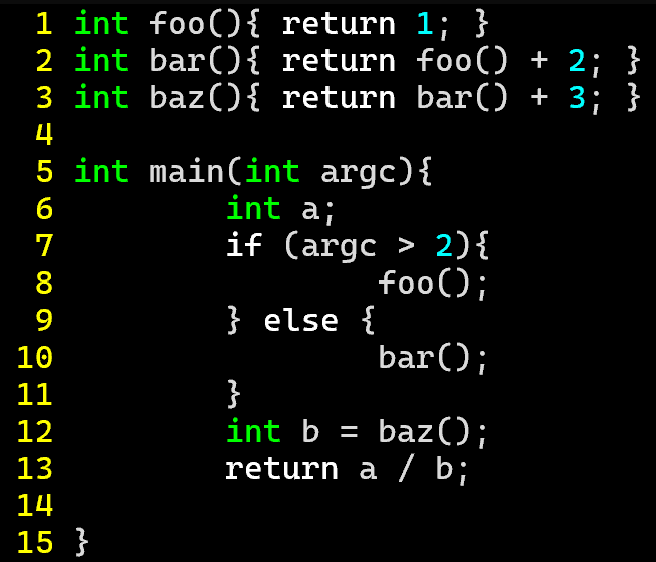 1 int foo(){ return 1; }
2 int bar(){ return foo() + 2; }
3 int baz(){ return bar() + 3; }
4
5 int main(int argc){
6         int a;
7         if (argc > 2){
8                 foo();
9         } else {
10                 bar();
11         }
12         int b = baz();
13         return a / b;
14
15 }